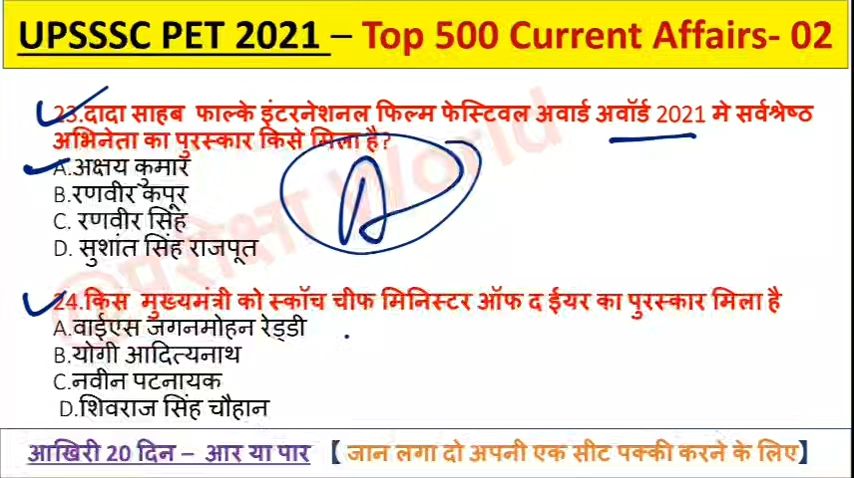 UPSSSC PET 2021 – Top 500 Current Affairs- 02
23.दादा साहब फाल्के इंटरनेशनल फिल्म फेस्टिवल अवार्ड अवॉर्ड 2021 मे सर्वश्रेष्ठ
अभिनेता का पुरस्कार किसे मिला है?
A.अक्षय कुमार
B.रणवीर कपूर
C. रणवीर सिंह
D. सुशांत सिंह राजपूत
A
@परीक्षा World
24.किस मुख्यमंत्री को स्कॉच चीफ मिनिस्टर ऑफ द ईयर का पुरस्कार मिला है
A.वाईएस जगनमोहन रेड्डी
B.योगी आदित्यनाथ
C.नवीन पटनायक
D.शिवराज सिंह चौहान
आखिरी 20 दिन – आर या पार 【 जान लगा दो अपनी एक सीट पक्की करने के लिए】